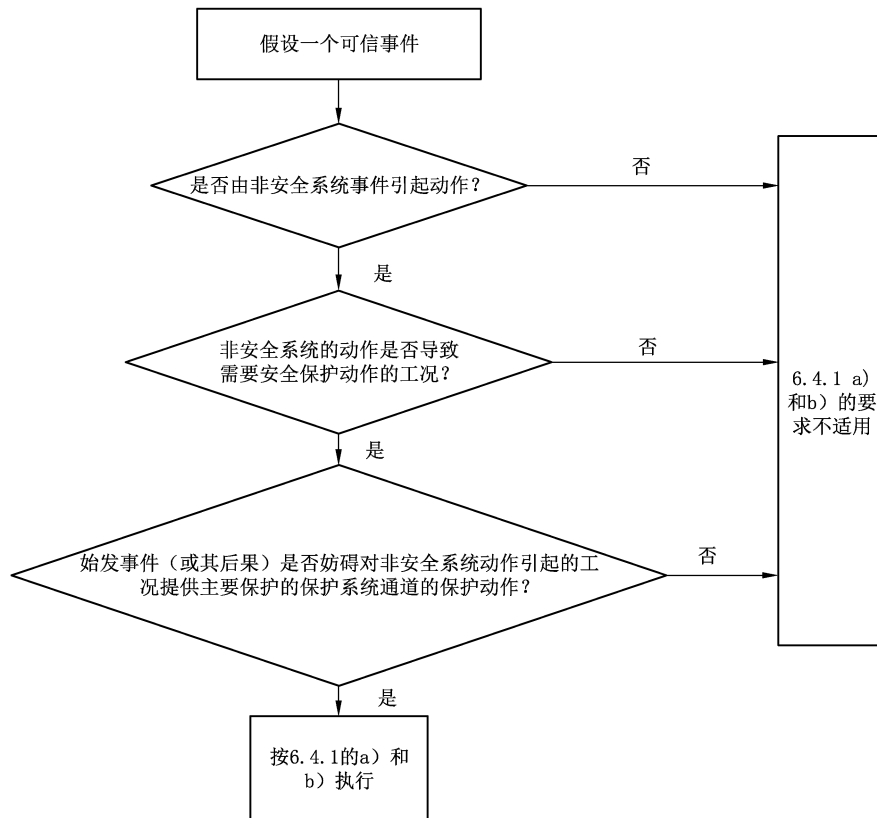 假设一个可信事件
是否由非安全系统事件引起动作？
否
是
非安全系统的动作是否导致
需要安全保护动作的工况？
否
6.4.1 a)
和b）的要
求不适用
是
始发事件（或其后果）是否妨碍对非安全系统动作引起的工
况提供主要保护的保护系统通道的保护动作？
否
是
按6.4.1的a）和
b）执行